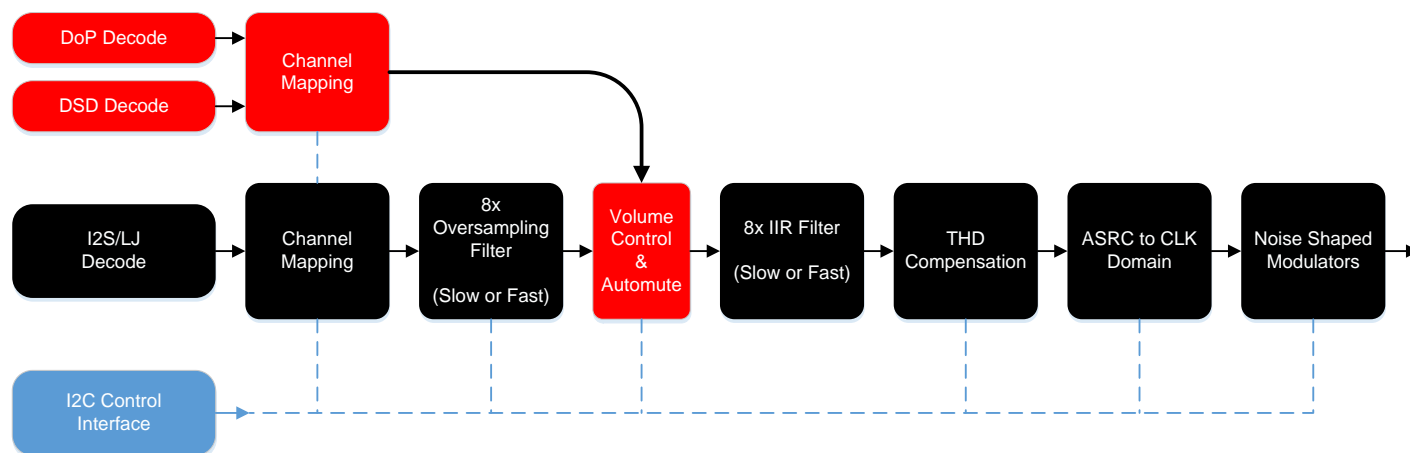 DoP Decode
Channel
Mapping
DSD Decode
I2S/LJ
Decode
Channel
Mapping
8x
Oversampling
Filter
(Slow or Fast)
Volume
Control
&
Automute
8x IIR Filter
(Slow or Fast)
THD
Compensation
ASRC to CLK
Domain
Noise Shaped
Modulators
I2C Control
Interface